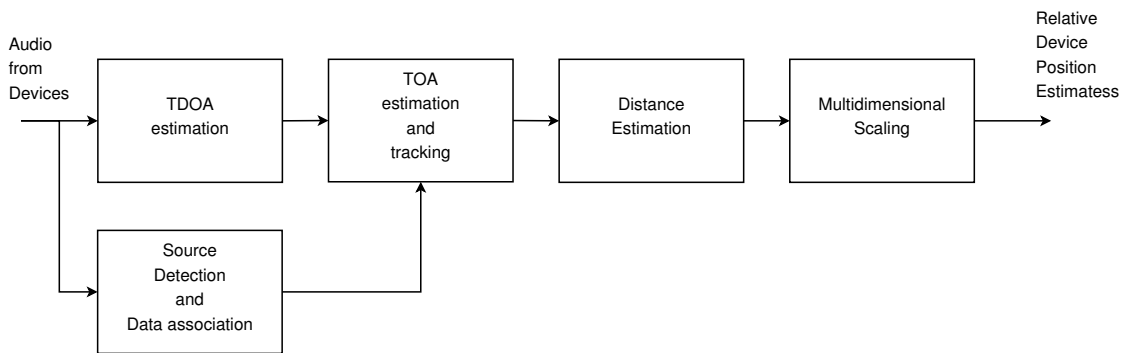 Audio
from
Devices
TDOA
estimation
TOA
estimation
and
tracking
Distance
Estimation
Multidimensional
Scaling
Relative
Device
Position
Estimatess
Source
Detection
and
Data association